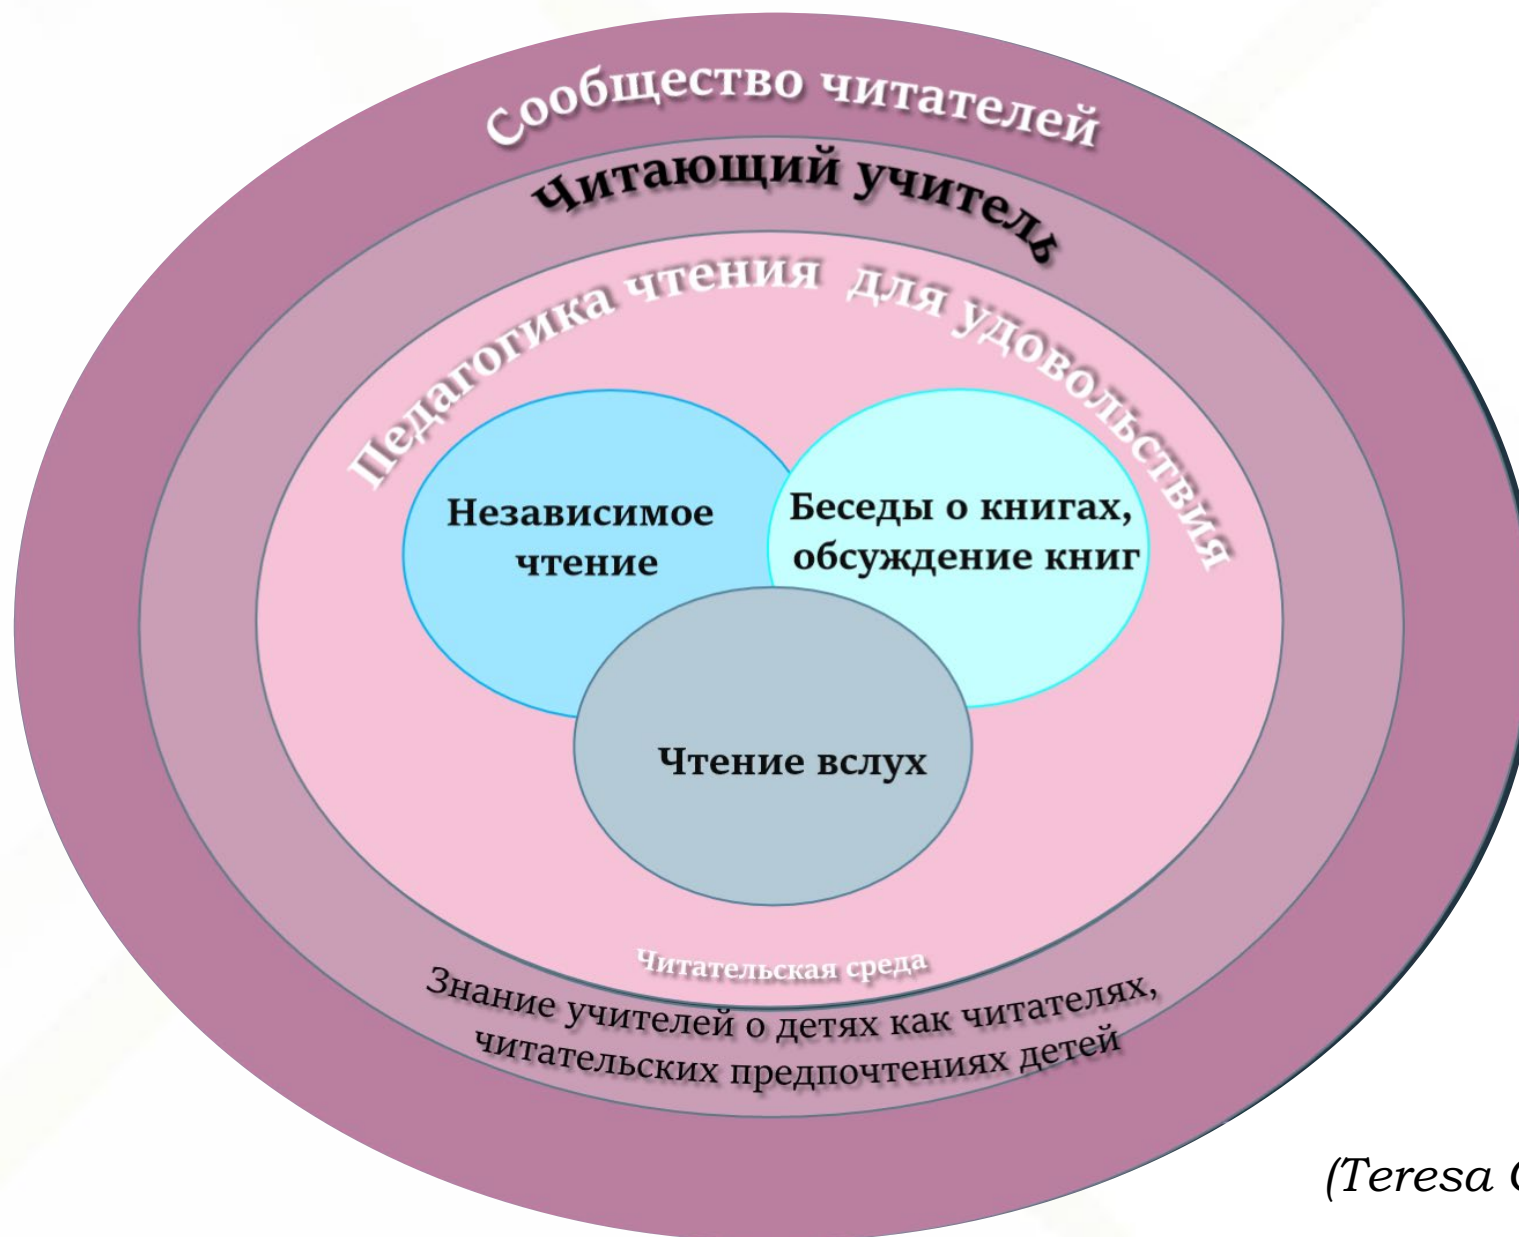 Сообщество читателей
Читающий учитель
Педагогика чтения для удовольствия
Независимое
чтение
Беседы о книгах,
обсуждение книг
Чтение вслух
Читательская среда
Знание учителей о детях как читателях,
читательских предпочтениях детей
(Teresa